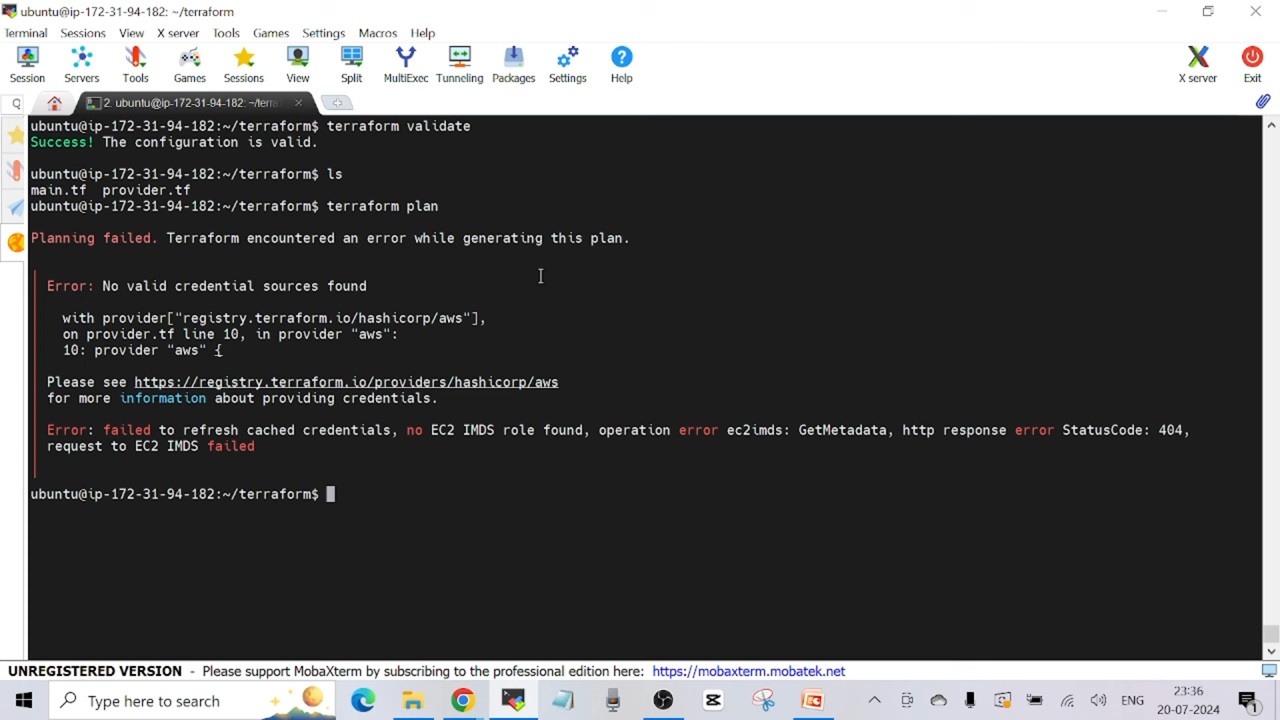 ubuntu@ip-172-31-94-182: ~/terraform
Terminal Sessions View X server Tools Games Settings Macros Help
Session Servers Tools Games Sessions View Split MultiExec Tunneling Packages Settings Help X server Exit
2. ubuntu@ip-172-31-94-182: ~/terra
ubuntu@ip-172-31-94-182:~/terraform$ terraform validate
Success! The configuration is valid.
ubuntu@ip-172-31-94-182:~/terraform$ ls
main.tf  provider.tf
ubuntu@ip-172-31-94-182:~/terraform$ terraform plan
Planning failed. Terraform encountered an error while generating this plan.
Error: No valid credential sources found
with provider["registry.terraform.io/hashicorp/aws"],
on provider.tf line 10, in provider "aws":
10: provider "aws" {
Please see https://registry.terraform.io/providers/hashicorp/aws
for more information about providing credentials.
Error: failed to refresh cached credentials, no EC2 IMDS role found, operation error ec2imds: GetMetadata, http response error StatusCode: 404,
request to EC2 IMDS failed
ubuntu@ip-172-31-94-182:~/terraform$
UNREGISTERED VERSION - Please support MobaXterm by subscribing to the professional edition here: https://mobaxterm.mobatek.net
Type here to search
ENG
23:36
20-07-2024
1